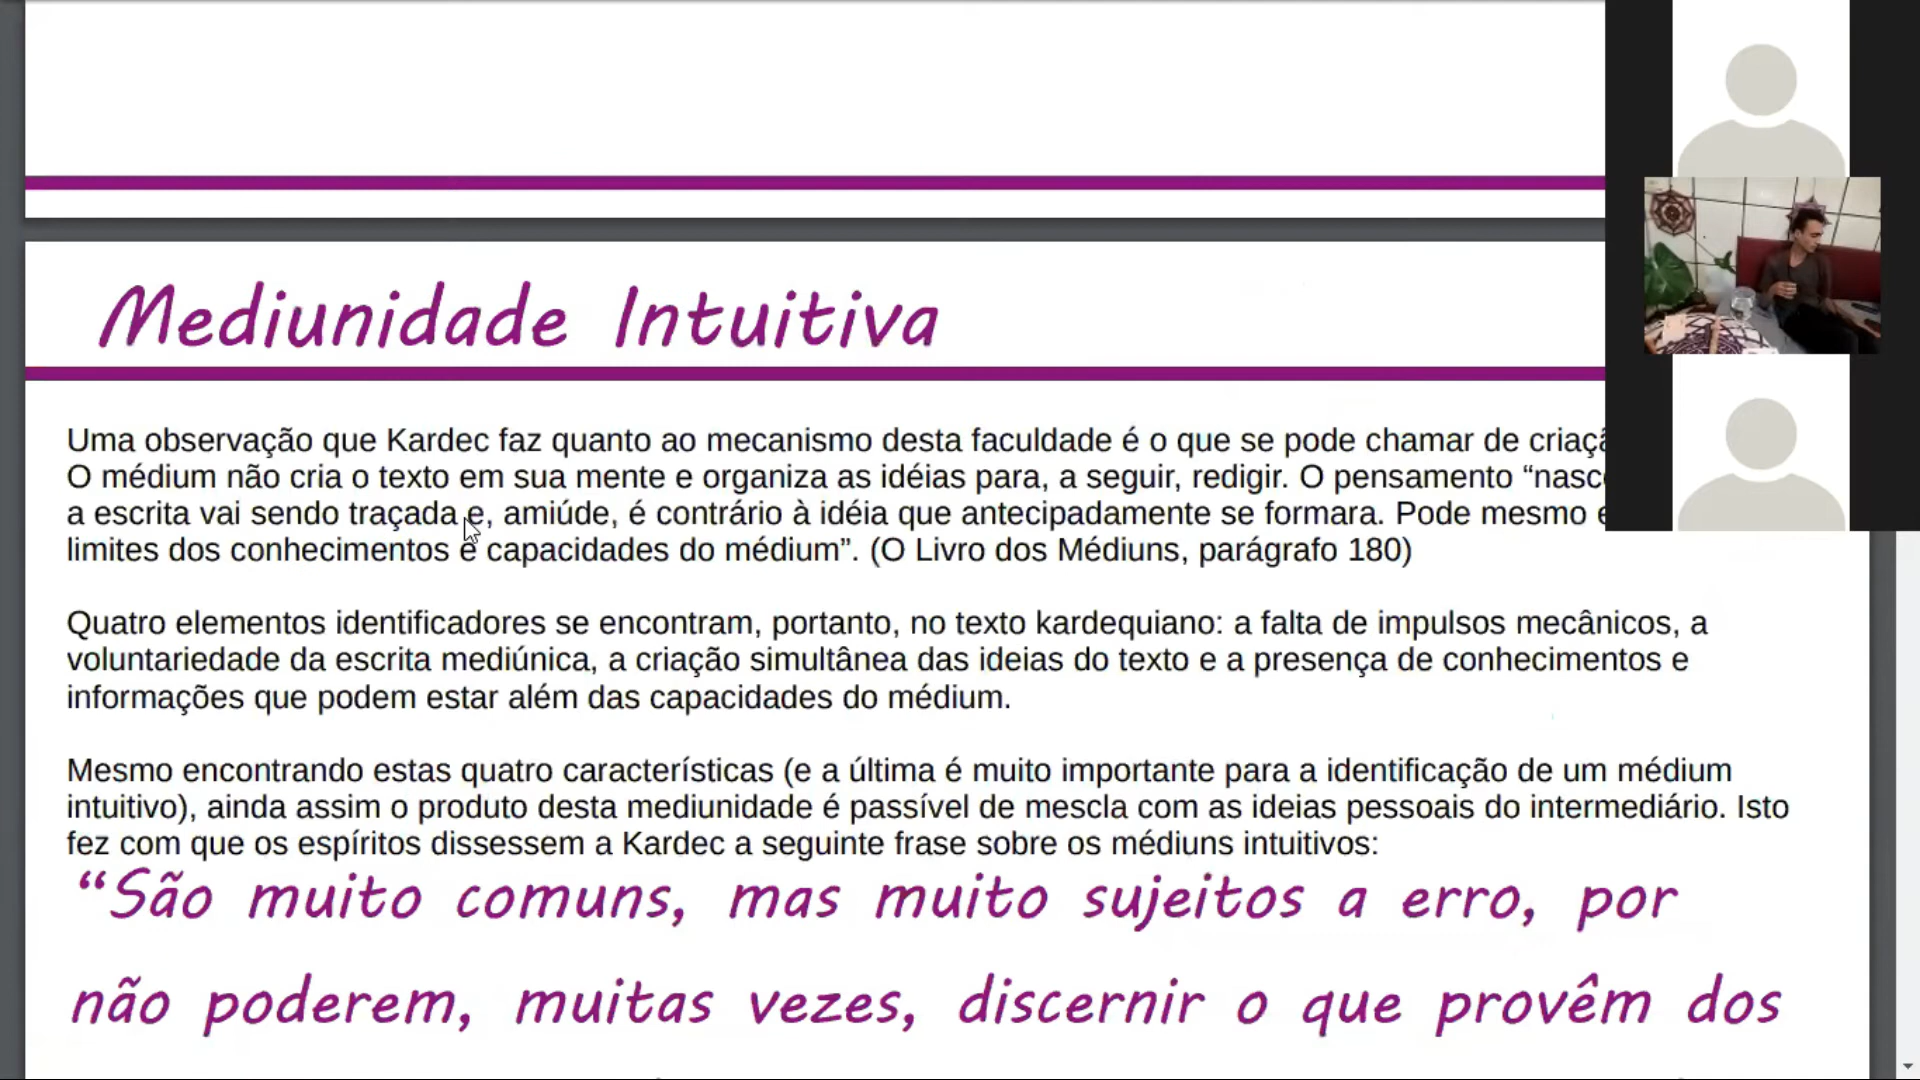 Mediunidade Intuitiva
Uma observação que Kardec faz quanto ao mecanismo desta faculdade é o que se pode chamar de
O médium não cria o texto em sua mente e organiza as idéias para, a seguir, redigir. O pensamento
a escrita vai sendo traçada e, amiúde, é contrário à idéia que antecipadamente se formara. Pode mesmo
limites dos conhecimentos e capacidades do médium”. (O Livro dos Médiuns, parágrafo 180)
Quatro elementos identificadores se encontram, portanto, no texto kardequiano: a falta de impulsos mecânicos, a
voluntariedade da escrita mediúnica, a criação simultânea das ideias do texto e a presença de conhecimentos e
informações que podem estar além das capacidades do médium.
Mesmo encontrando estas quatro características (e a última é muito importante para a identificação de um médium
intuitivo), ainda assim o produto desta mediunidade é passível de mescla com as ideias pessoais do intermediário. Isto
fez com que os espíritos dissessem a Kardec a seguinte frase sobre os médiuns intuitivos:
“São muito comuns, mas muito sujeitos a erro, por
não poderem, muitas vezes, discernir o que provêm dos